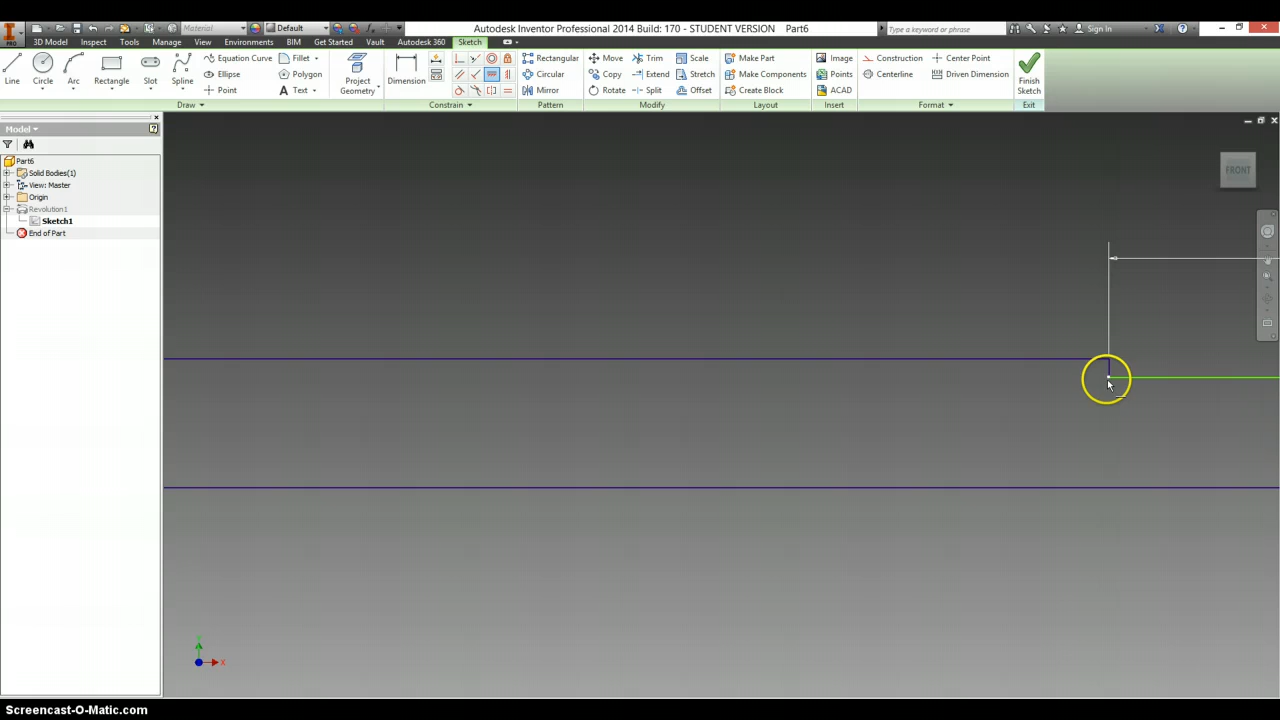 Material
Default
Autodesk Inventor Professional 2014 Build: 170 - STUDENT VERSION Part6
Type a keyword or phrase
Sign In
PRO
3D Model Inspect Tools Manage View Environments BIM Get Started Vault Autodesk 360 Sketch
Line Circle Arc Rectangle Slot Spline
Equation Curve Fillet
Ellipse Polygon
Point Text
Project Geometry
Dimension
Rectangular
Circular
Mirror
Move Trim Scale
Copy Extend Stretch
Rotate Split Offset
Make Part
Make Components
Create Block
Image
Points
ACAD
Construction Center Point
Centerline Driven Dimension
Finish Sketch
Draw Constrain Pattern Modify Layout Insert Format Exit
Model
Part6
Solid Bodies(1)
View: Master
Origin
Revolution1
Sketch1
End of Part
FRONT
X
Screencast-O-Matic.com